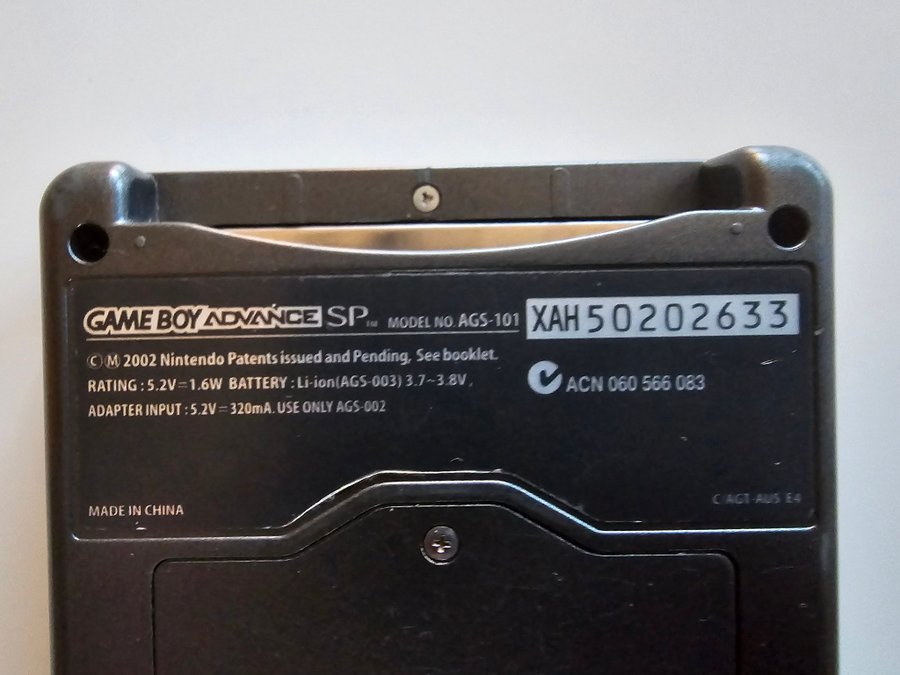 GAME BOY ADVANCE SP TM MODEL NO. AGS-101 XAH50202633
© Ⓜ 2002 Nintendo Patents issued and Pending, See booklet.
RATING : 5.2V⎓1.6W BATTERY : Li-ion(AGS-003) 3.7~3.8V,
ADAPTER INPUT : 5.2V⎓320mA. USE ONLY AGS-002
ACN 060 566 083
MADE IN CHINA
C/AGT-AUS E4